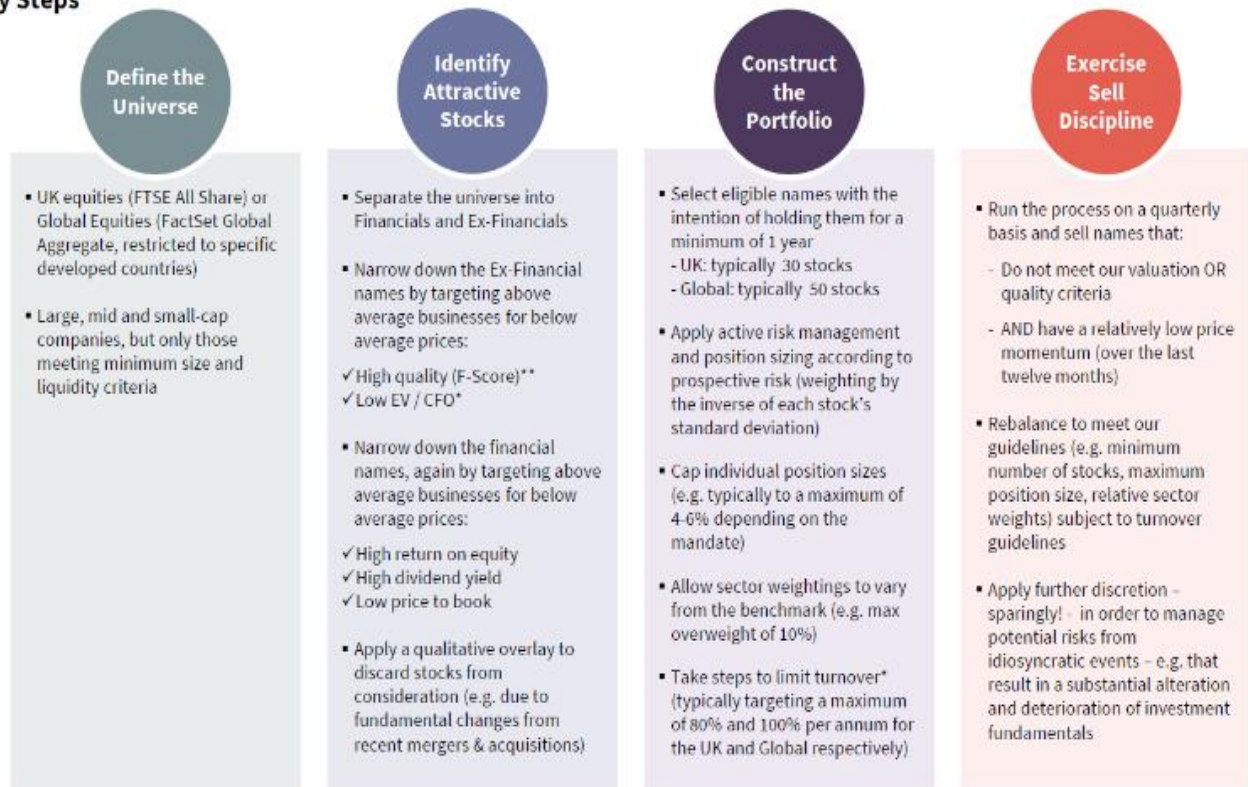 y Steps
Define the
Universe
▪ UK equities (FTSE All Share) or
Global Equities (FactSet Global
Aggregate, restricted to specific
developed countries)
▪ Large, mid and small-cap
companies, but only those
meeting minimum size and
liquidity criteria
Identify
Attractive
Stocks
▪ Separate the universe into
Financials and Ex-Financials
▪ Narrow down the Ex-Financial
names by targeting above
average businesses for below
average prices:
✓High quality (F-Score)**
✓Low EV / CFO*
▪ Narrow down the financial
names, again by targeting above
average businesses for below
average prices:
✓High return on equity
✓High dividend yield
✓Low price to book
▪ Apply a qualitative overlay to
discard stocks from
consideration (e.g. due to
fundamental changes from
recent mergers & acquisitions)
Construct
the
Portfolio
▪ Select eligible names with the
intention of holding them for a
minimum of 1 year
- UK: typically 30 stocks
- Global: typically 50 stocks
▪ Apply active risk management
and position sizing according to
prospective risk (weighting by
the inverse of each stock's
standard deviation)
▪ Cap individual position sizes
(e.g. typically to a maximum of
4-6% depending on the
mandate)
▪ Allow sector weightings to vary
from the benchmark (e.g. max
overweight of 10%)
▪ Take steps to limit turnover*
(typically targeting a maximum
of 80% and 100% per annum for
the UK and Global respectively)
Exercise
Sell
Discipline
▪ Run the process on a quarterly
basis and sell names that:
- Do not meet our valuation OR
quality criteria
- AND have a relatively low price
momentum (over the last
twelve months)
▪ Rebalance to meet our
guidelines (e.g. minimum
number of stocks, maximum
position size, relative sector
weights) subject to turnover
guidelines
▪ Apply further discretion –
sparingly! - in order to manage
potential risks from
idiosyncratic events – e.g. that
result in a substantial alteration
and deterioration of investment
fundamentals